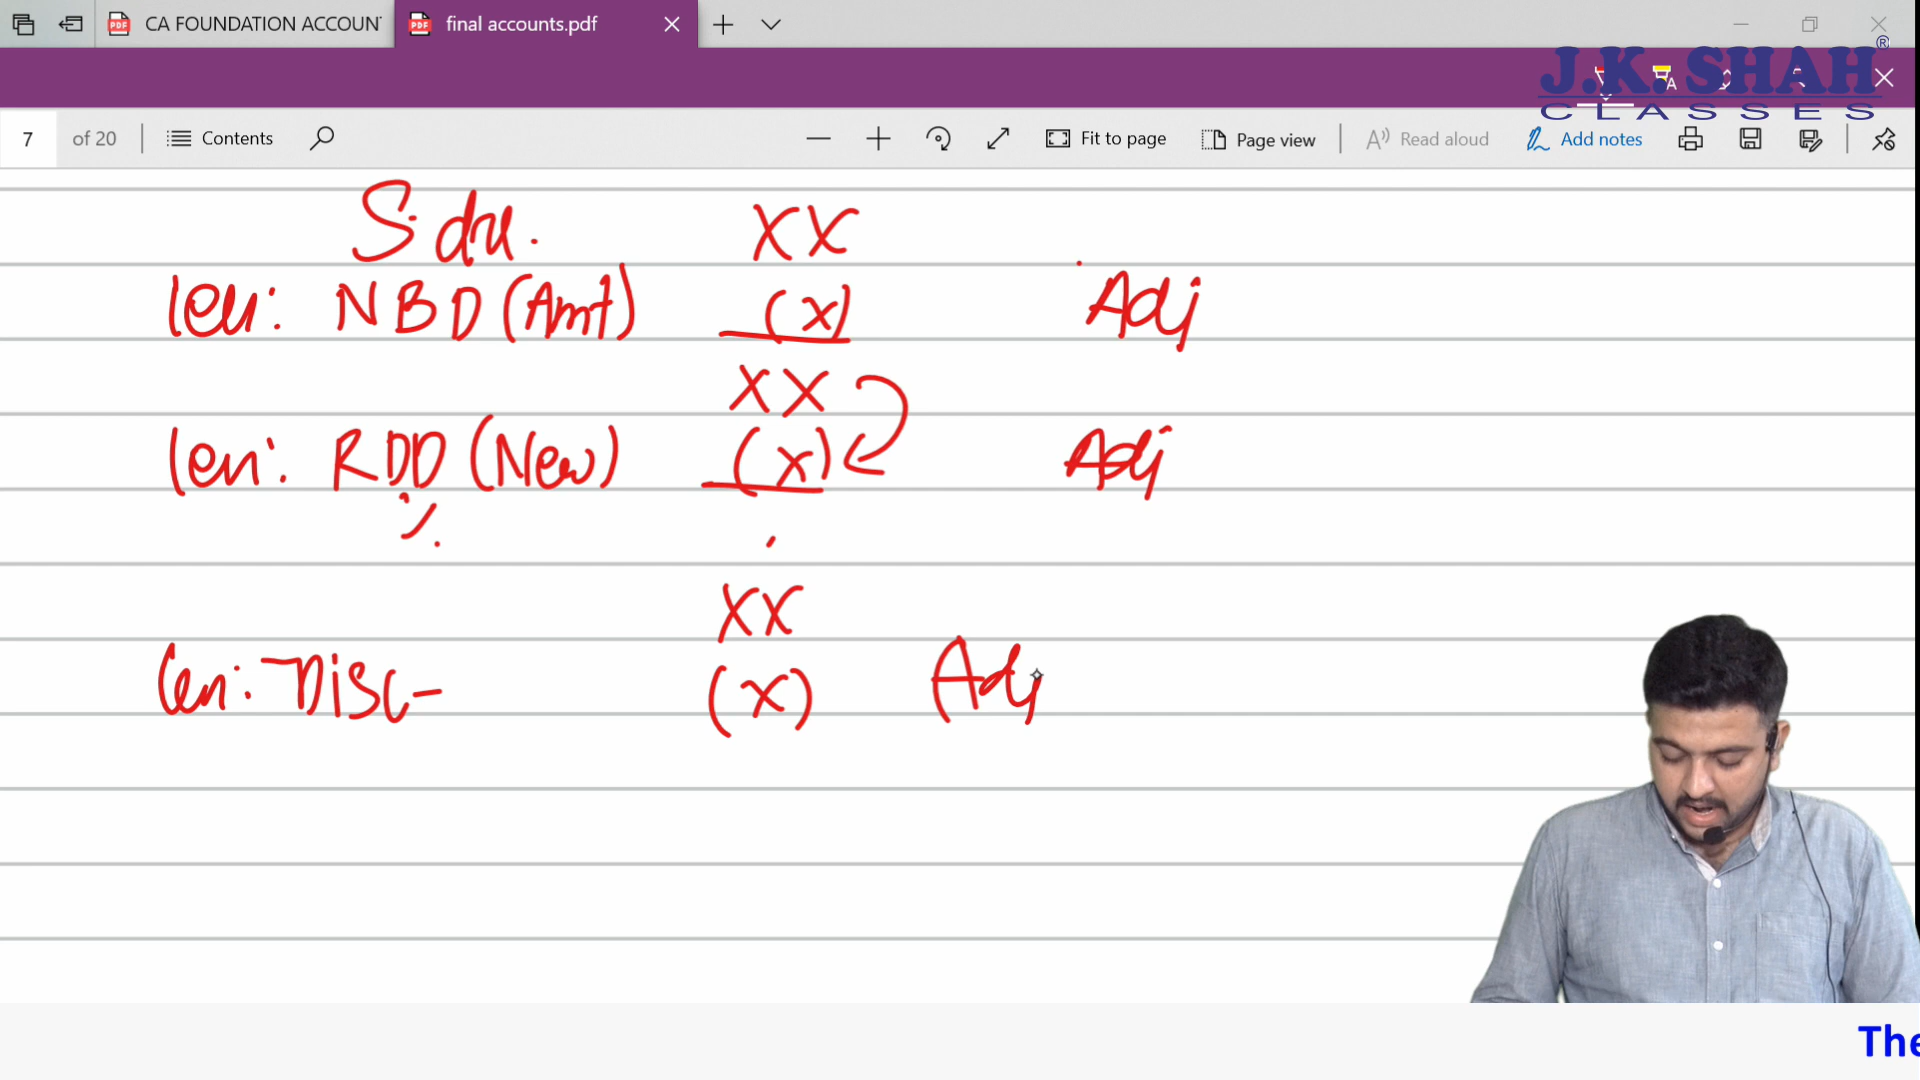 CA FOUNDATION ACCOUN
final accounts.pdf
J.K. SHAH®
CLASSES
7 of 20
Contents
Fit to page
Page view
Read aloud
Add notes
S. drs. XX
less: NBD (Amt) (X) Adj
XX
less: RDD (New) (X) Adj
%
XX
less: Disc- (X) Adj
The